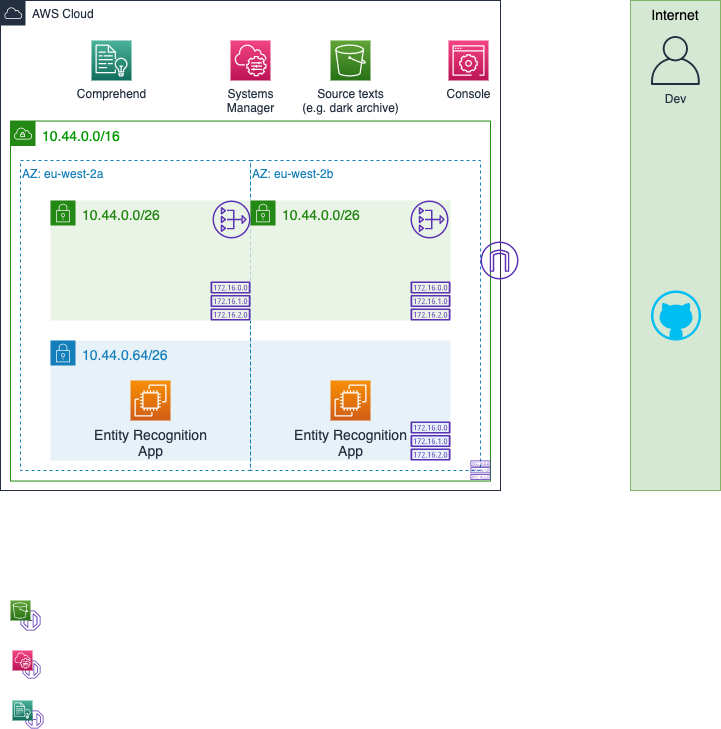 AWS Cloud
Internet
Dev
Comprehend
Systems
Manager
Source texts
(e.g. dark archive)
Console
10.44.0.0/16
AZ: eu-west-2a
AZ: eu-west-2b
10.44.0.0/26
10.44.0.0/26
172.16.0.0
172.16.1.0
172.16.2.0
172.16.0.0
172.16.1.0
172.16.2.0
10.44.0.64/26
Entity Recognition
App
Entity Recognition
App
172.16.0.0
172.16.1.0
172.16.2.0